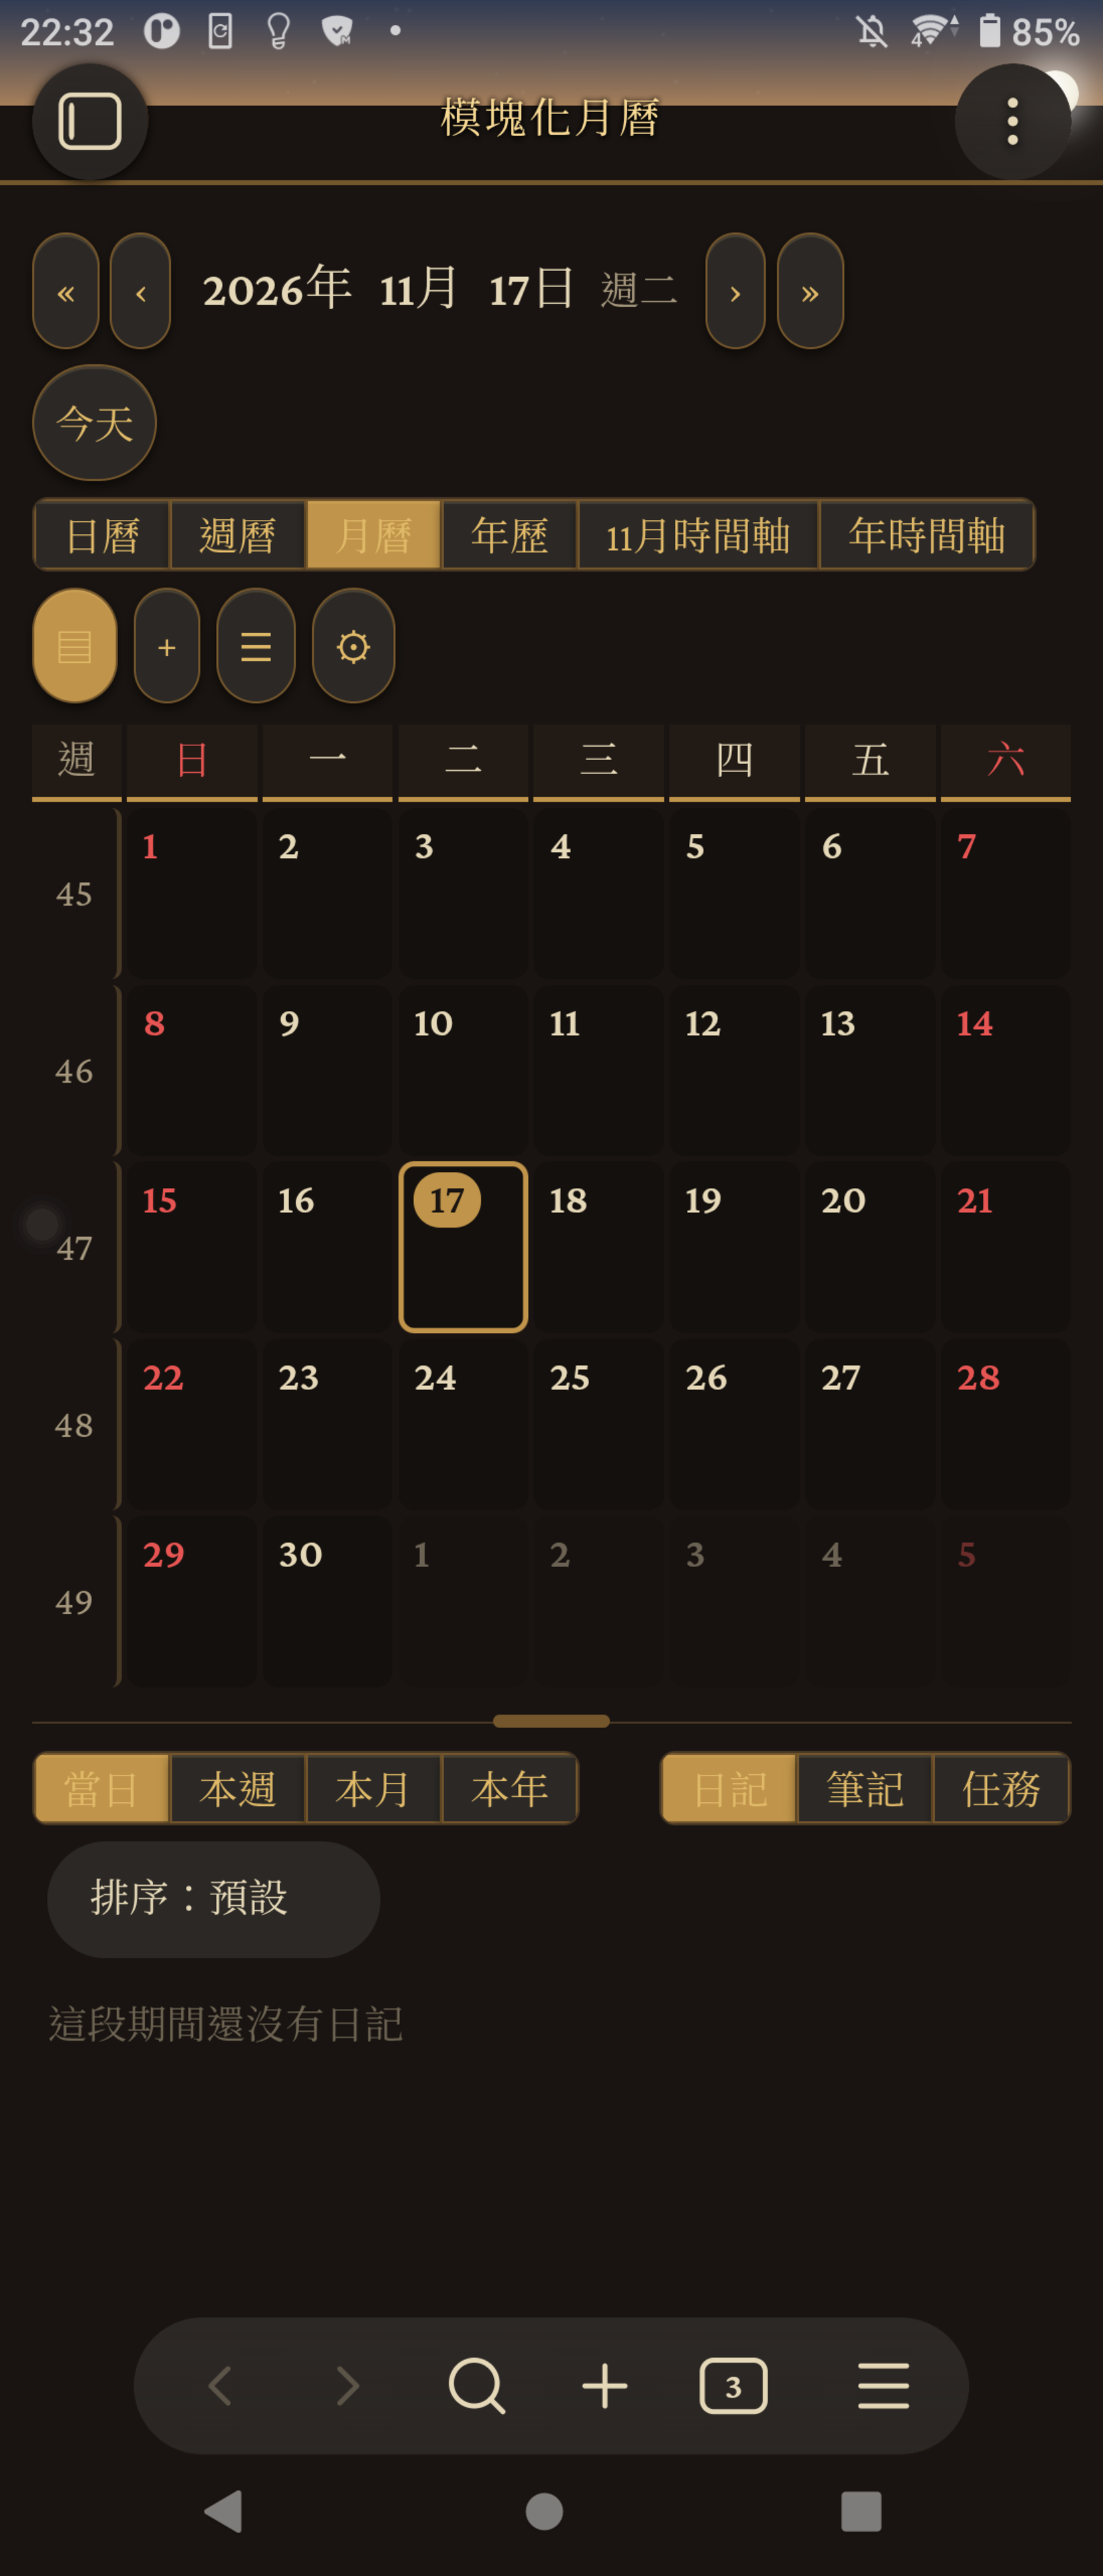 22:32 4 85%
模塊化月曆
« ‹ 2026年 11月 17日 週二 › »
今天
日曆 週曆 月曆 年歷 11月時間軸 年時間軸
+
週 日 一 二 三 四 五 六
45 1 2 3 4 5 6 7
46 8 9 10 11 12 13 14
47 15 16 17 18 19 20 21
48 22 23 24 25 26 27 28
49 29 30 1 2 3 4 5
當日 本週 本月 本年 日記 筆記 任務
排序：預設
這段期間還沒有日記
3